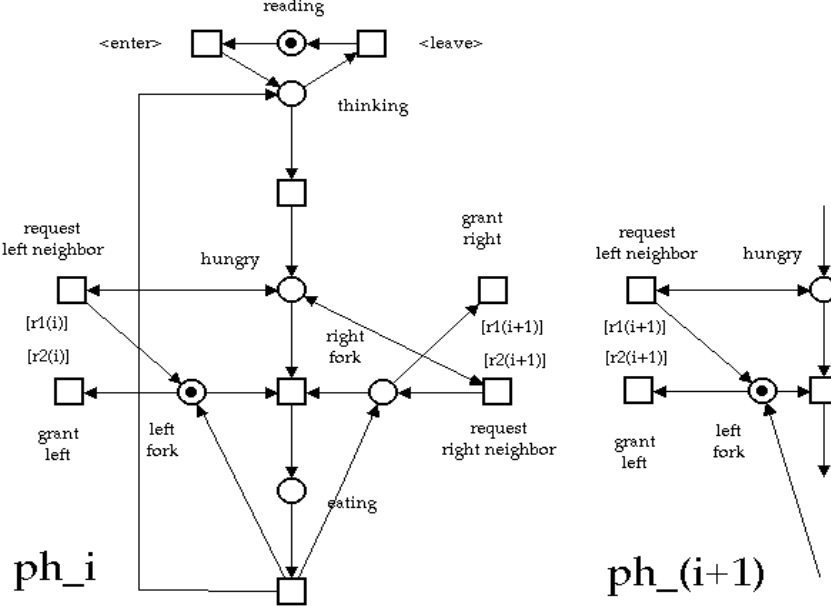 reading
<enter>
<leave>
thinking
grant
right
request
left neighbor
hungry
[r1(i)]
[r2(i)]
right
fork
[r1(i+1)]
[r2(i+1)]
grant
left
left
fork
request
right neighbor
eating
ph_i
request
left neighbor
hungry
[r1(i+1)]
[r2(i+1)]
grant
left
left
fork
ph_(i+1)